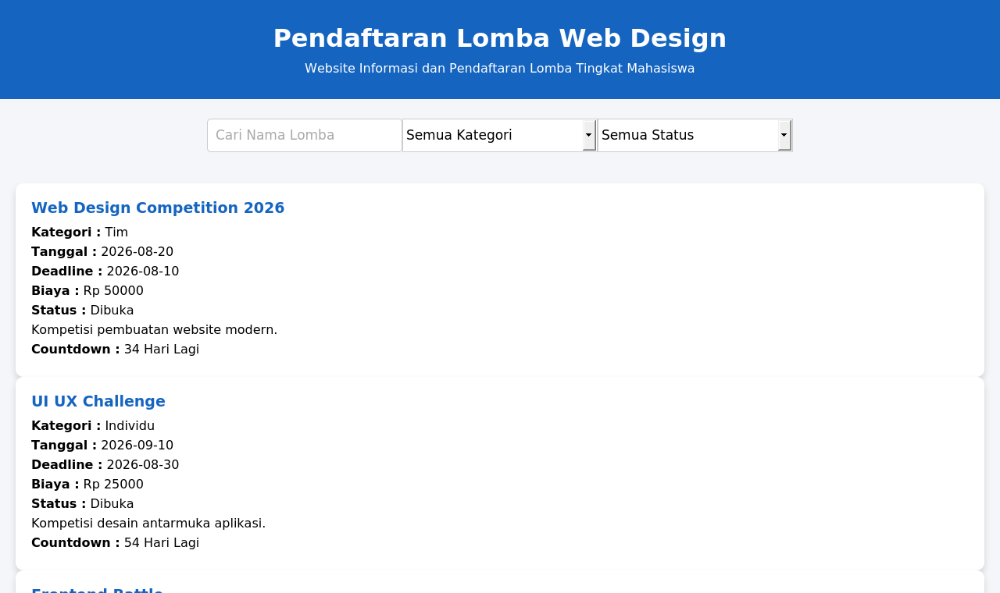 Pendaftaran Lomba Web Design
Website Informasi dan Pendaftaran Lomba Tingkat Mahasiswa
Cari Nama Lomba
Semua Kategori
Semua Status
Web Design Competition 2026
Kategori : Tim
Tanggal : 2026-08-20
Deadline : 2026-08-10
Biaya : Rp 50000
Status : Dibuka
Kompetisi pembuatan website modern.
Countdown : 34 Hari Lagi
UI UX Challenge
Kategori : Individu
Tanggal : 2026-09-10
Deadline : 2026-08-30
Biaya : Rp 25000
Status : Dibuka
Kompetisi desain antarmuka aplikasi.
Countdown : 54 Hari Lagi
Frontend Battle